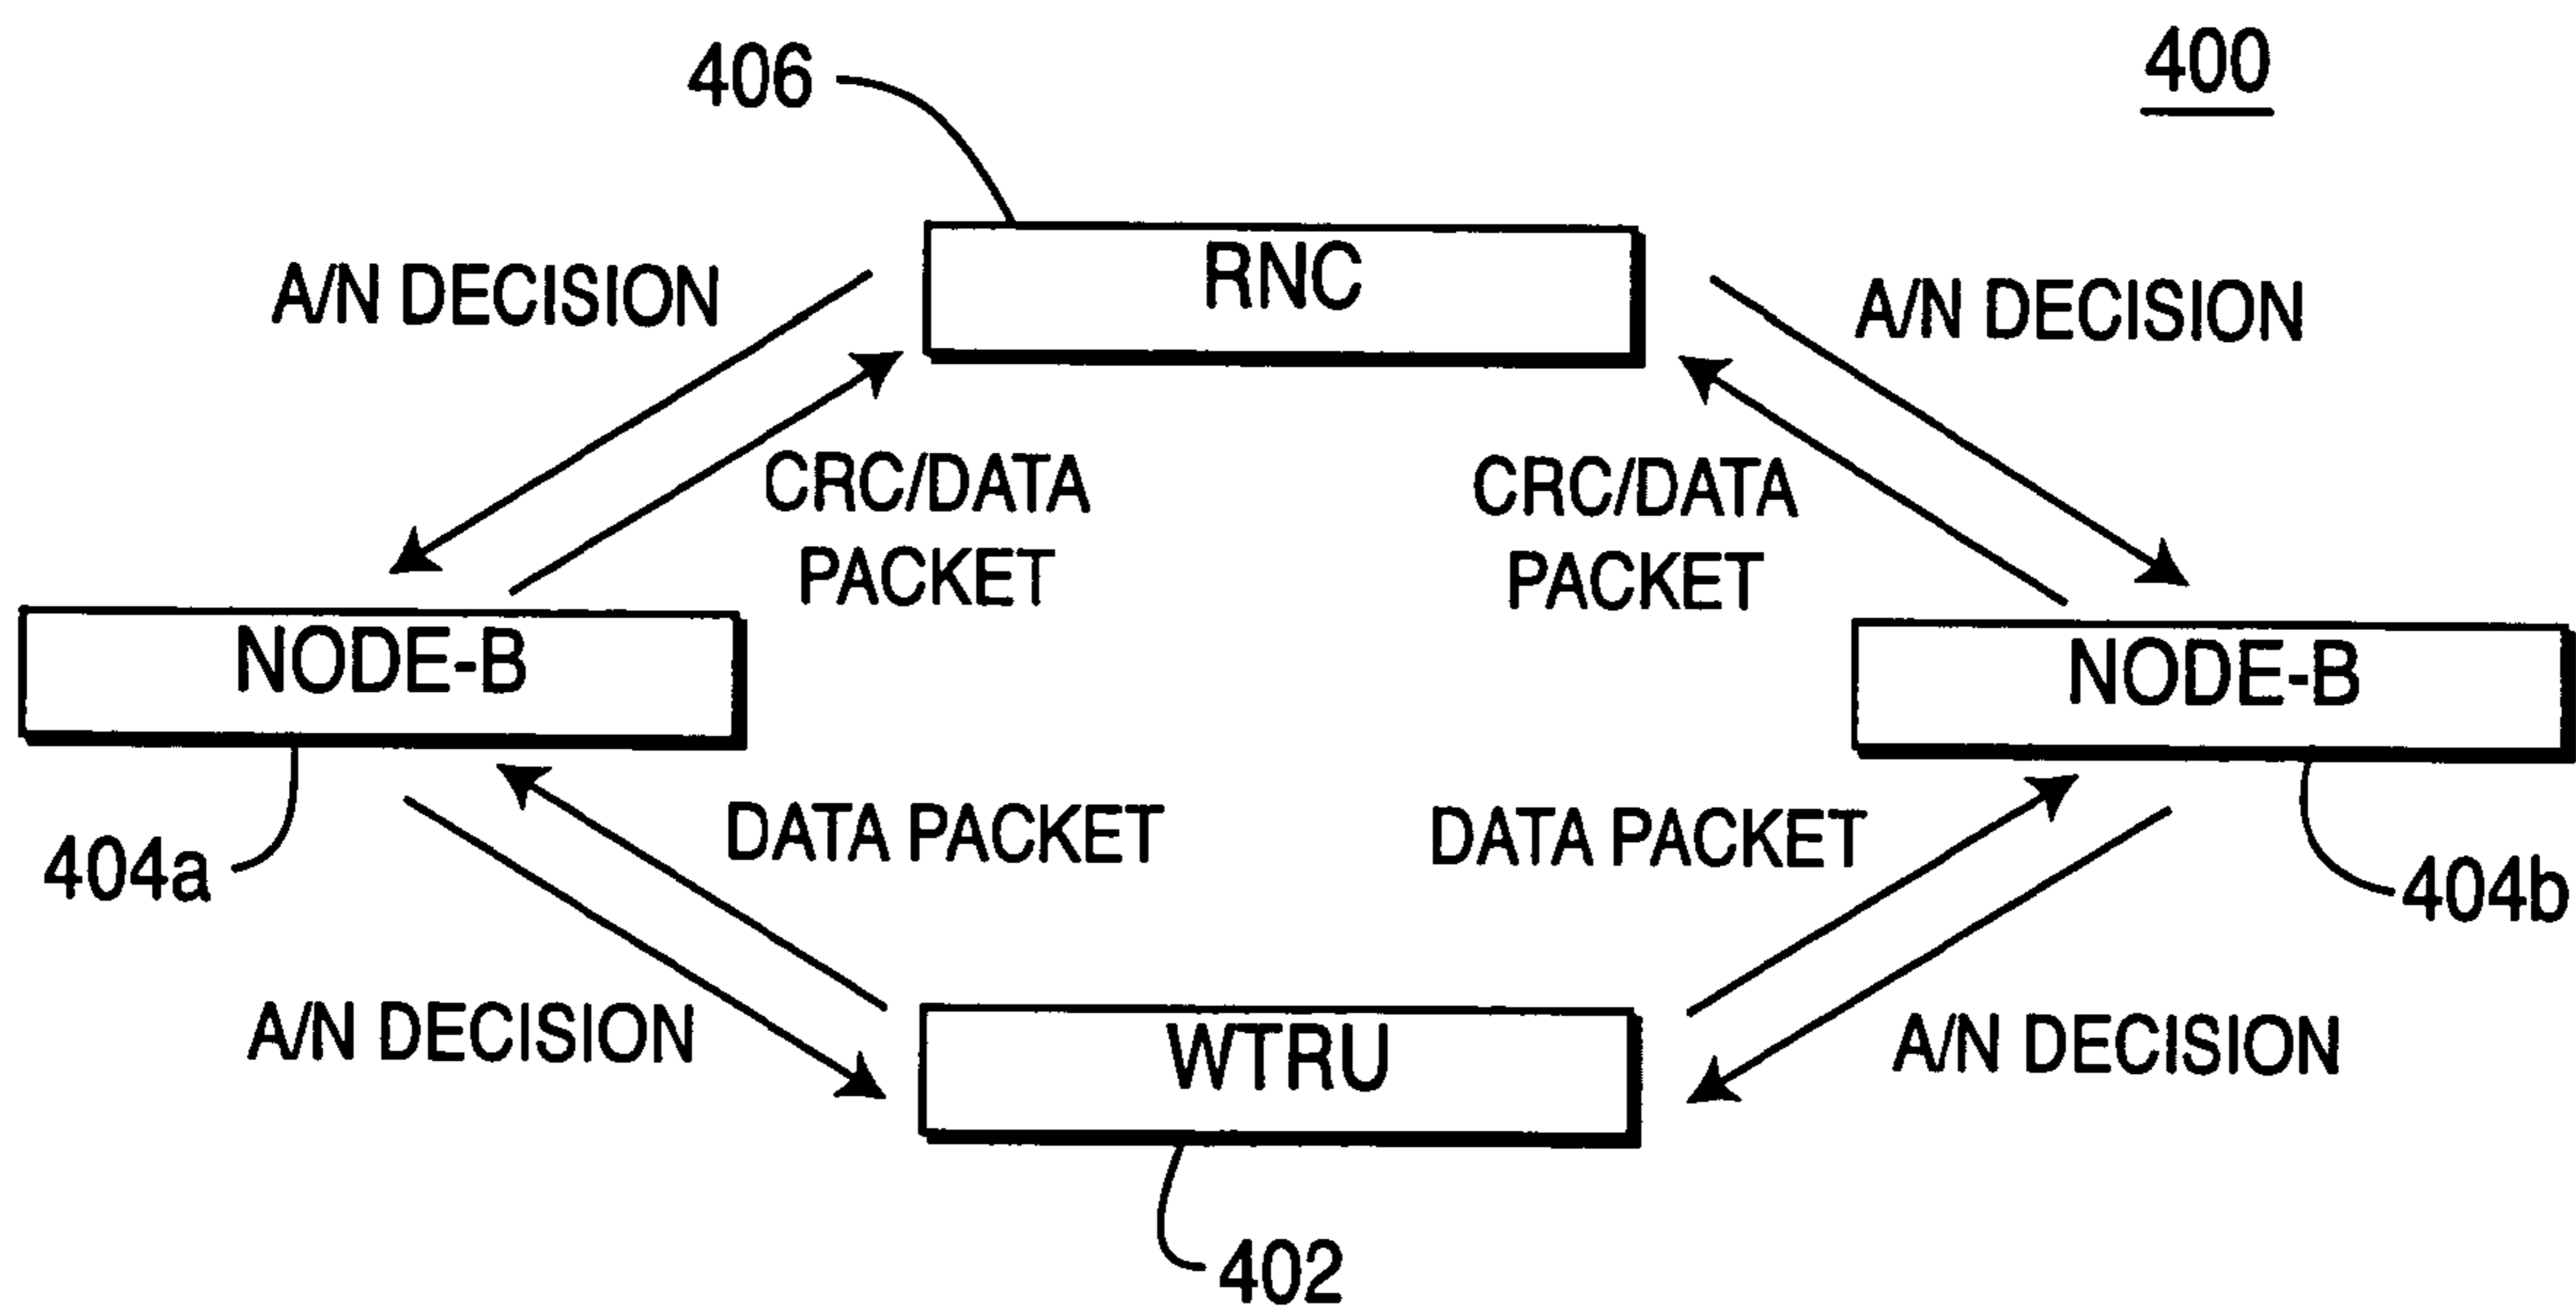 400
406
RNC
A/N DECISION
A/N DECISION
CRC/DATA
PACKET
CRC/DATA
PACKET
NODE-B
NODE-B
404a
DATA PACKET
DATA PACKET
404b
A/N DECISION
A/N DECISION
WTRU
402